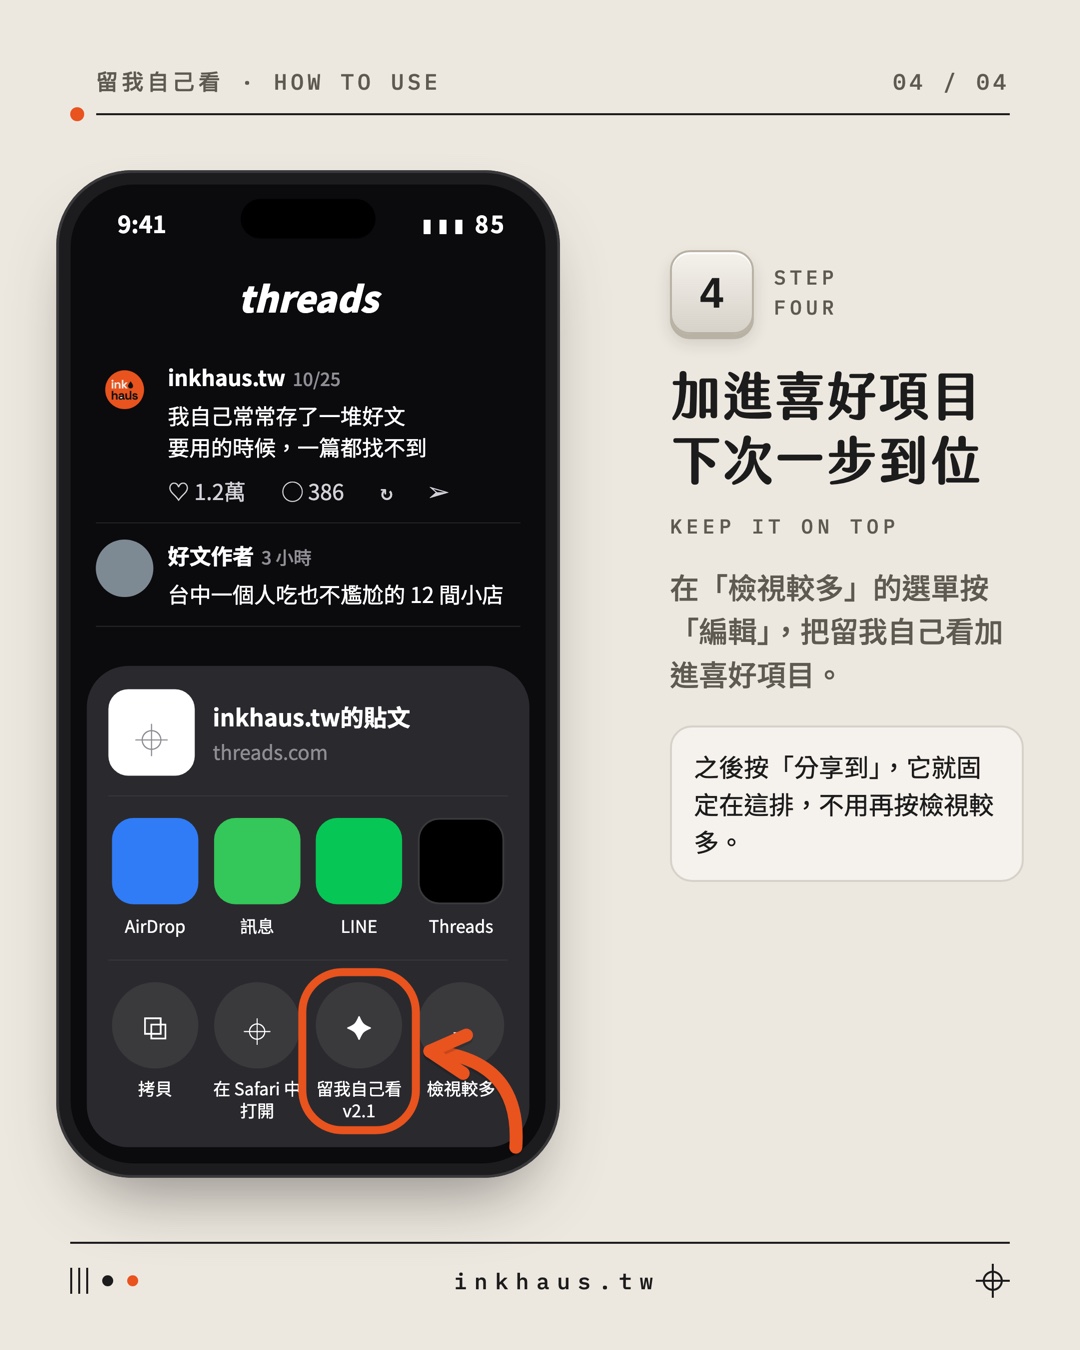 留我自己看 · HOW TO USE
04 / 04
9:41
85
threads
ink
haus
inkhaus.tw 10/25
我自己常常存了一堆好文
要用的時候，一篇都找不到
1.2萬 386
好文作者 3 小時
台中一個人吃也不尷尬的 12 間小店
inkhaus.tw的貼文
threads.com
AirDrop
訊息
LINE
Threads
拷貝
在 Safari 中
打開
留我自己看
v2.1
檢視較多
4
STEP
FOUR
加進喜好項目
下次一步到位
KEEP IT ON TOP
在「檢視較多」的選單按
「編輯」，把留我自己看加
進喜好項目。
之後按「分享到」，它就固
定在這排，不用再按檢視較
多。
inkhaus.tw